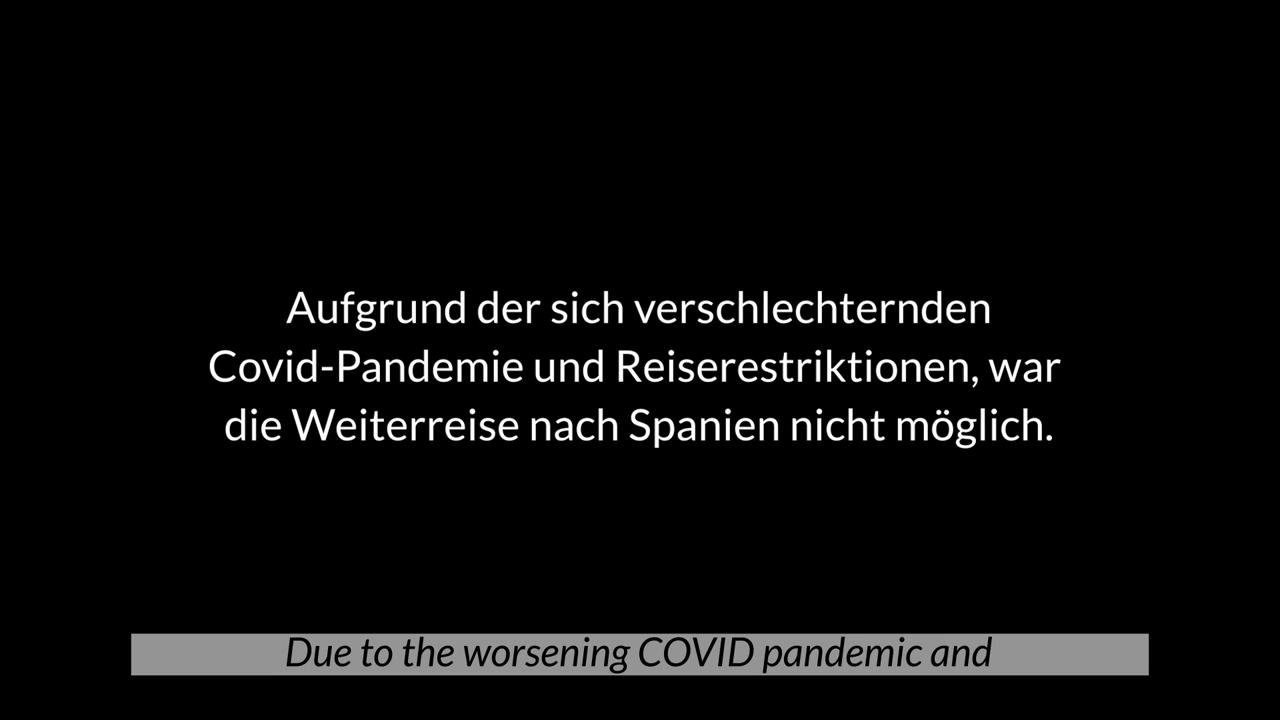 Aufgrund der sich verschlechternden
Covid-Pandemie und Reiserestriktionen, war
die Weiterreise nach Spanien nicht möglich.
Due to the worsening COVID pandemic and